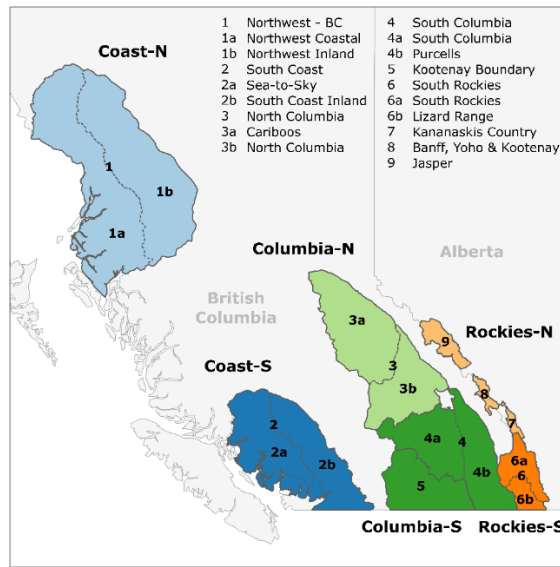 1 Northwest - BC
1a Northwest Coastal
1b Northwest Inland
2 South Coast
2a Sea-to-Sky
2b South Coast Inland
3 North Columbia
3a Cariboos
3b North Columbia
4 South Columbia
4a South Columbia
4b Purcells
5 Kootenay Boundary
6 South Rockies
6a South Rockies
6b Lizard Range
7 Kananaskis Country
8 Banff, Yoho & Kootenay
9 Jasper
Coast-N
1
1b
1a
Columbia-N
Alberta
British
Columbia
3a
Rockies-N
9
3
Coast-S
3b
8
2
7
4a
4
2a
2b
4b
6a
6
5
6b
Columbia-S
Rockies-S